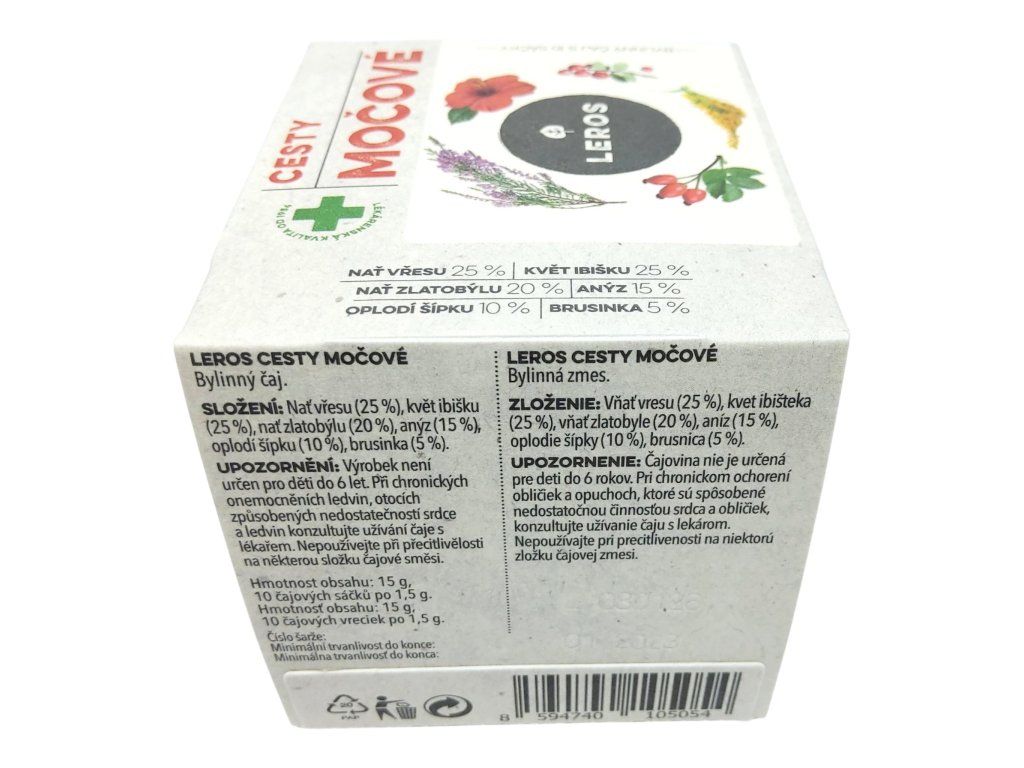 BYLINNÝ ČAJ
CESTY
MOČOVÉ
LEROS
LÉKÁRENSKÁ KVALITA OD 1954
NAŤ VŘESU 25 % | KVĚT IBIŠKU 25 %
NAŤ ZLATOBÝLU 20 % | ANÝZ 15 %
OPLODÍ ŠÍPKU 10 % | BRUSINKA 5 %
LEROS CESTY MOČOVÉ
Bylinný čaj.
SLOŽENÍ: Nať vřesu (25 %), květ ibišku
(25 %), nať zlatobýlu (20 %), anýz (15 %),
oplodí šípku (10 %), brusinka (5 %).
UPOZORNĚNÍ: Výrobek není
určen pro děti do 6 let. Při chronických
onemocněních ledvin, otocích
způsobených nedostatečností srdce
a ledvin konzultujte užívání čaje s
lékařem. Nepoužívejte při přecitlivělosti
na některou složku čajové směsi.
Hmotnost obsahu: 15 g,
10 čajových sáčků po 1,5 g.
Hmotnosť obsahu: 15 g,
10 čajových vreciek po 1,5 g.
Číslo šarže:
Minimální trvanlivost do konce:
Minimálna trvanlivosť do konca:
LEROS CESTY MOČOVÉ
Bylinná zmes.
ZLOŽENIE: Vňať vresu (25 %), kvet ibišteka
(25 %), vňať zlatobyle (20 %), aníz (15 %),
oplodie šípky (10 %), brusnica (5 %).
UPOZORNENIE: Čajovina nie je určená
pre deti do 6 rokov. Pri chronickom ochorení
obličiek a opuchoch, ktoré sú spôsobené
nedostatočnou činnosťou srdca a obličiek,
konzultujte užívanie čaju s lekárom.
Nepoužívajte pri precitlivenosti na niektorú
zložku čajovej zmesi.
20
PAP
8 594740 105054